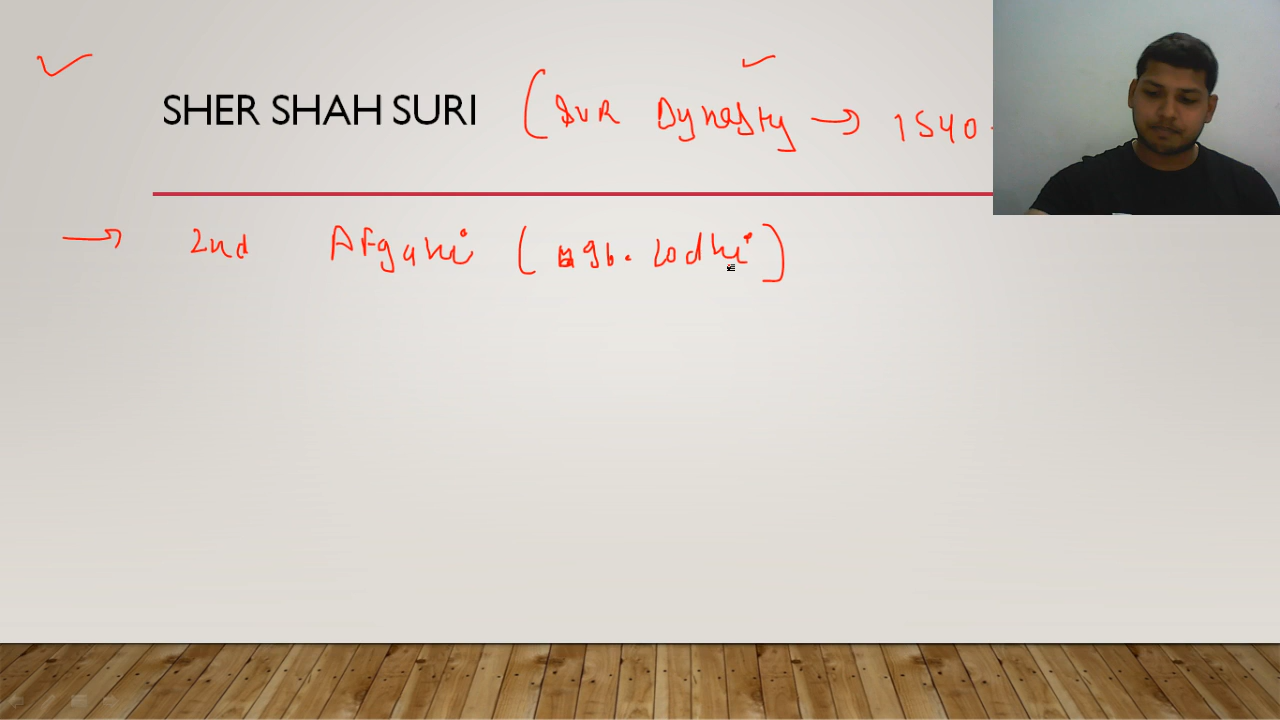 SHER SHAH SURI (SUR Dynasty → 1540
→ 2nd Afgani ( lodhi )